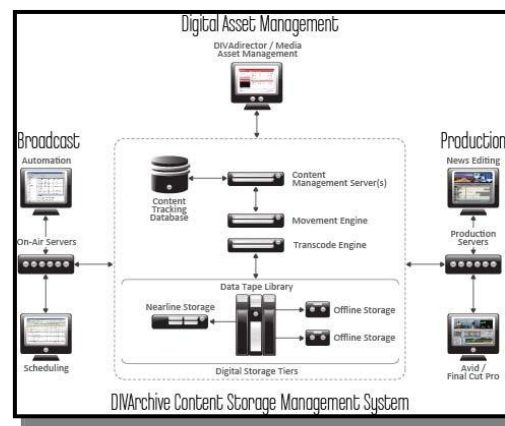 Digital Asset Management
DIVAdirector / Media
Asset Management
Broadcast
Automation
On-Air Servers
Scheduling
Production
News Editing
Production
Servers
Avid /
Final Cut Pro
Content
Tracking
Database
Content
Management Server(s)
Movement Engine
Transcode Engine
Data Tape Library
Nearline Storage
Offline Storage
Offline Storage
Digital Storage Tiers
DIVArchive Content Storage Management System